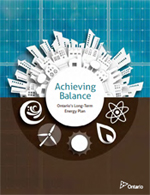 Achieving
Balance
Ontario's Long-Term
Energy Plan
Ontario